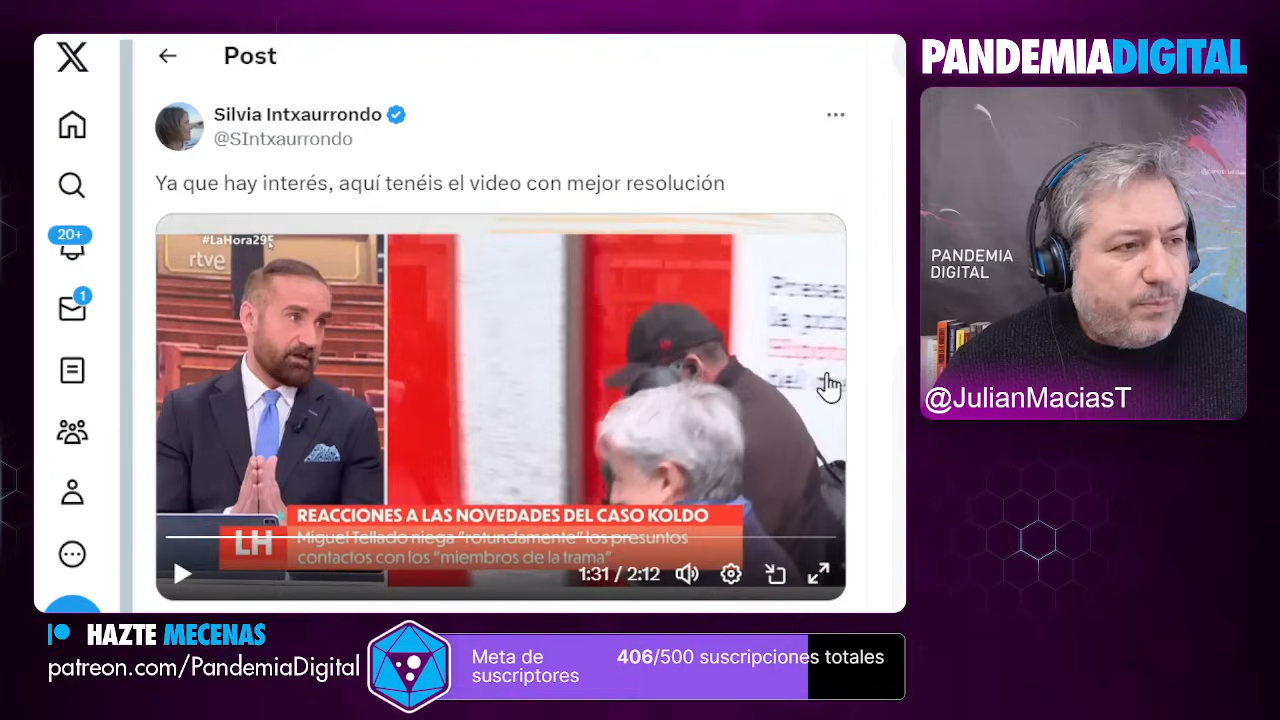 Post
PANDEMIADIGITAL
Silvia Intxaurrondo
@SIntxaurrondo
Ya que hay interés, aquí tenéis el video con mejor resolución
20+
1
#LaHora295
rtve
REACCIONES A LAS NOVEDADES DEL CASO KOLDO
LH
Miguel Tellado niega "rotundamente" los presuntos
contactos con los "miembros de la trama"
1:31 / 2:12
PANDEMIA
DIGITAL
@JulianMaciasT
HAZTE MECENAS
patreon.com/PandemiaDigital
Meta de
suscriptores
406/500 suscripciones totales